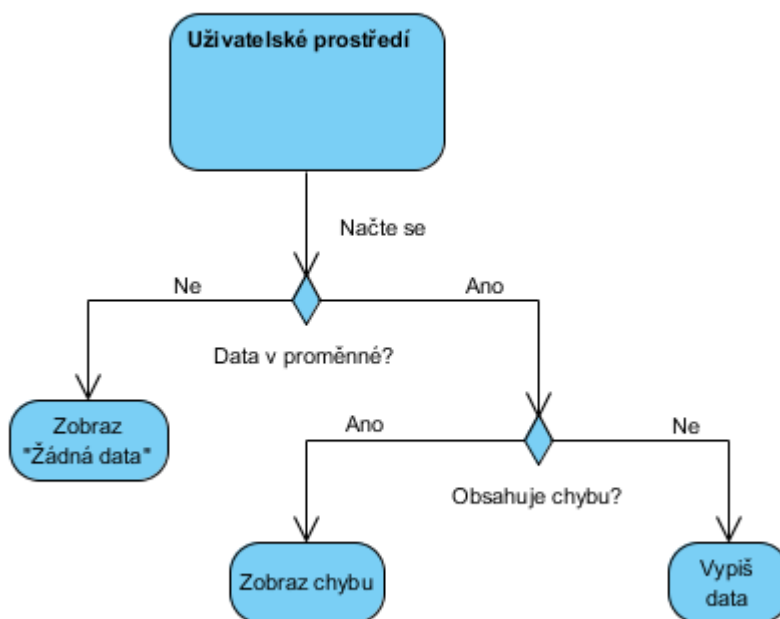 Uživatelské prostředí
Načte se
Ne
Ano
Data v proměnné?
Zobraz
"Žádná data"
Ano
Ne
Obsahuje chybu?
Zobraz chybu
Vypiš
data